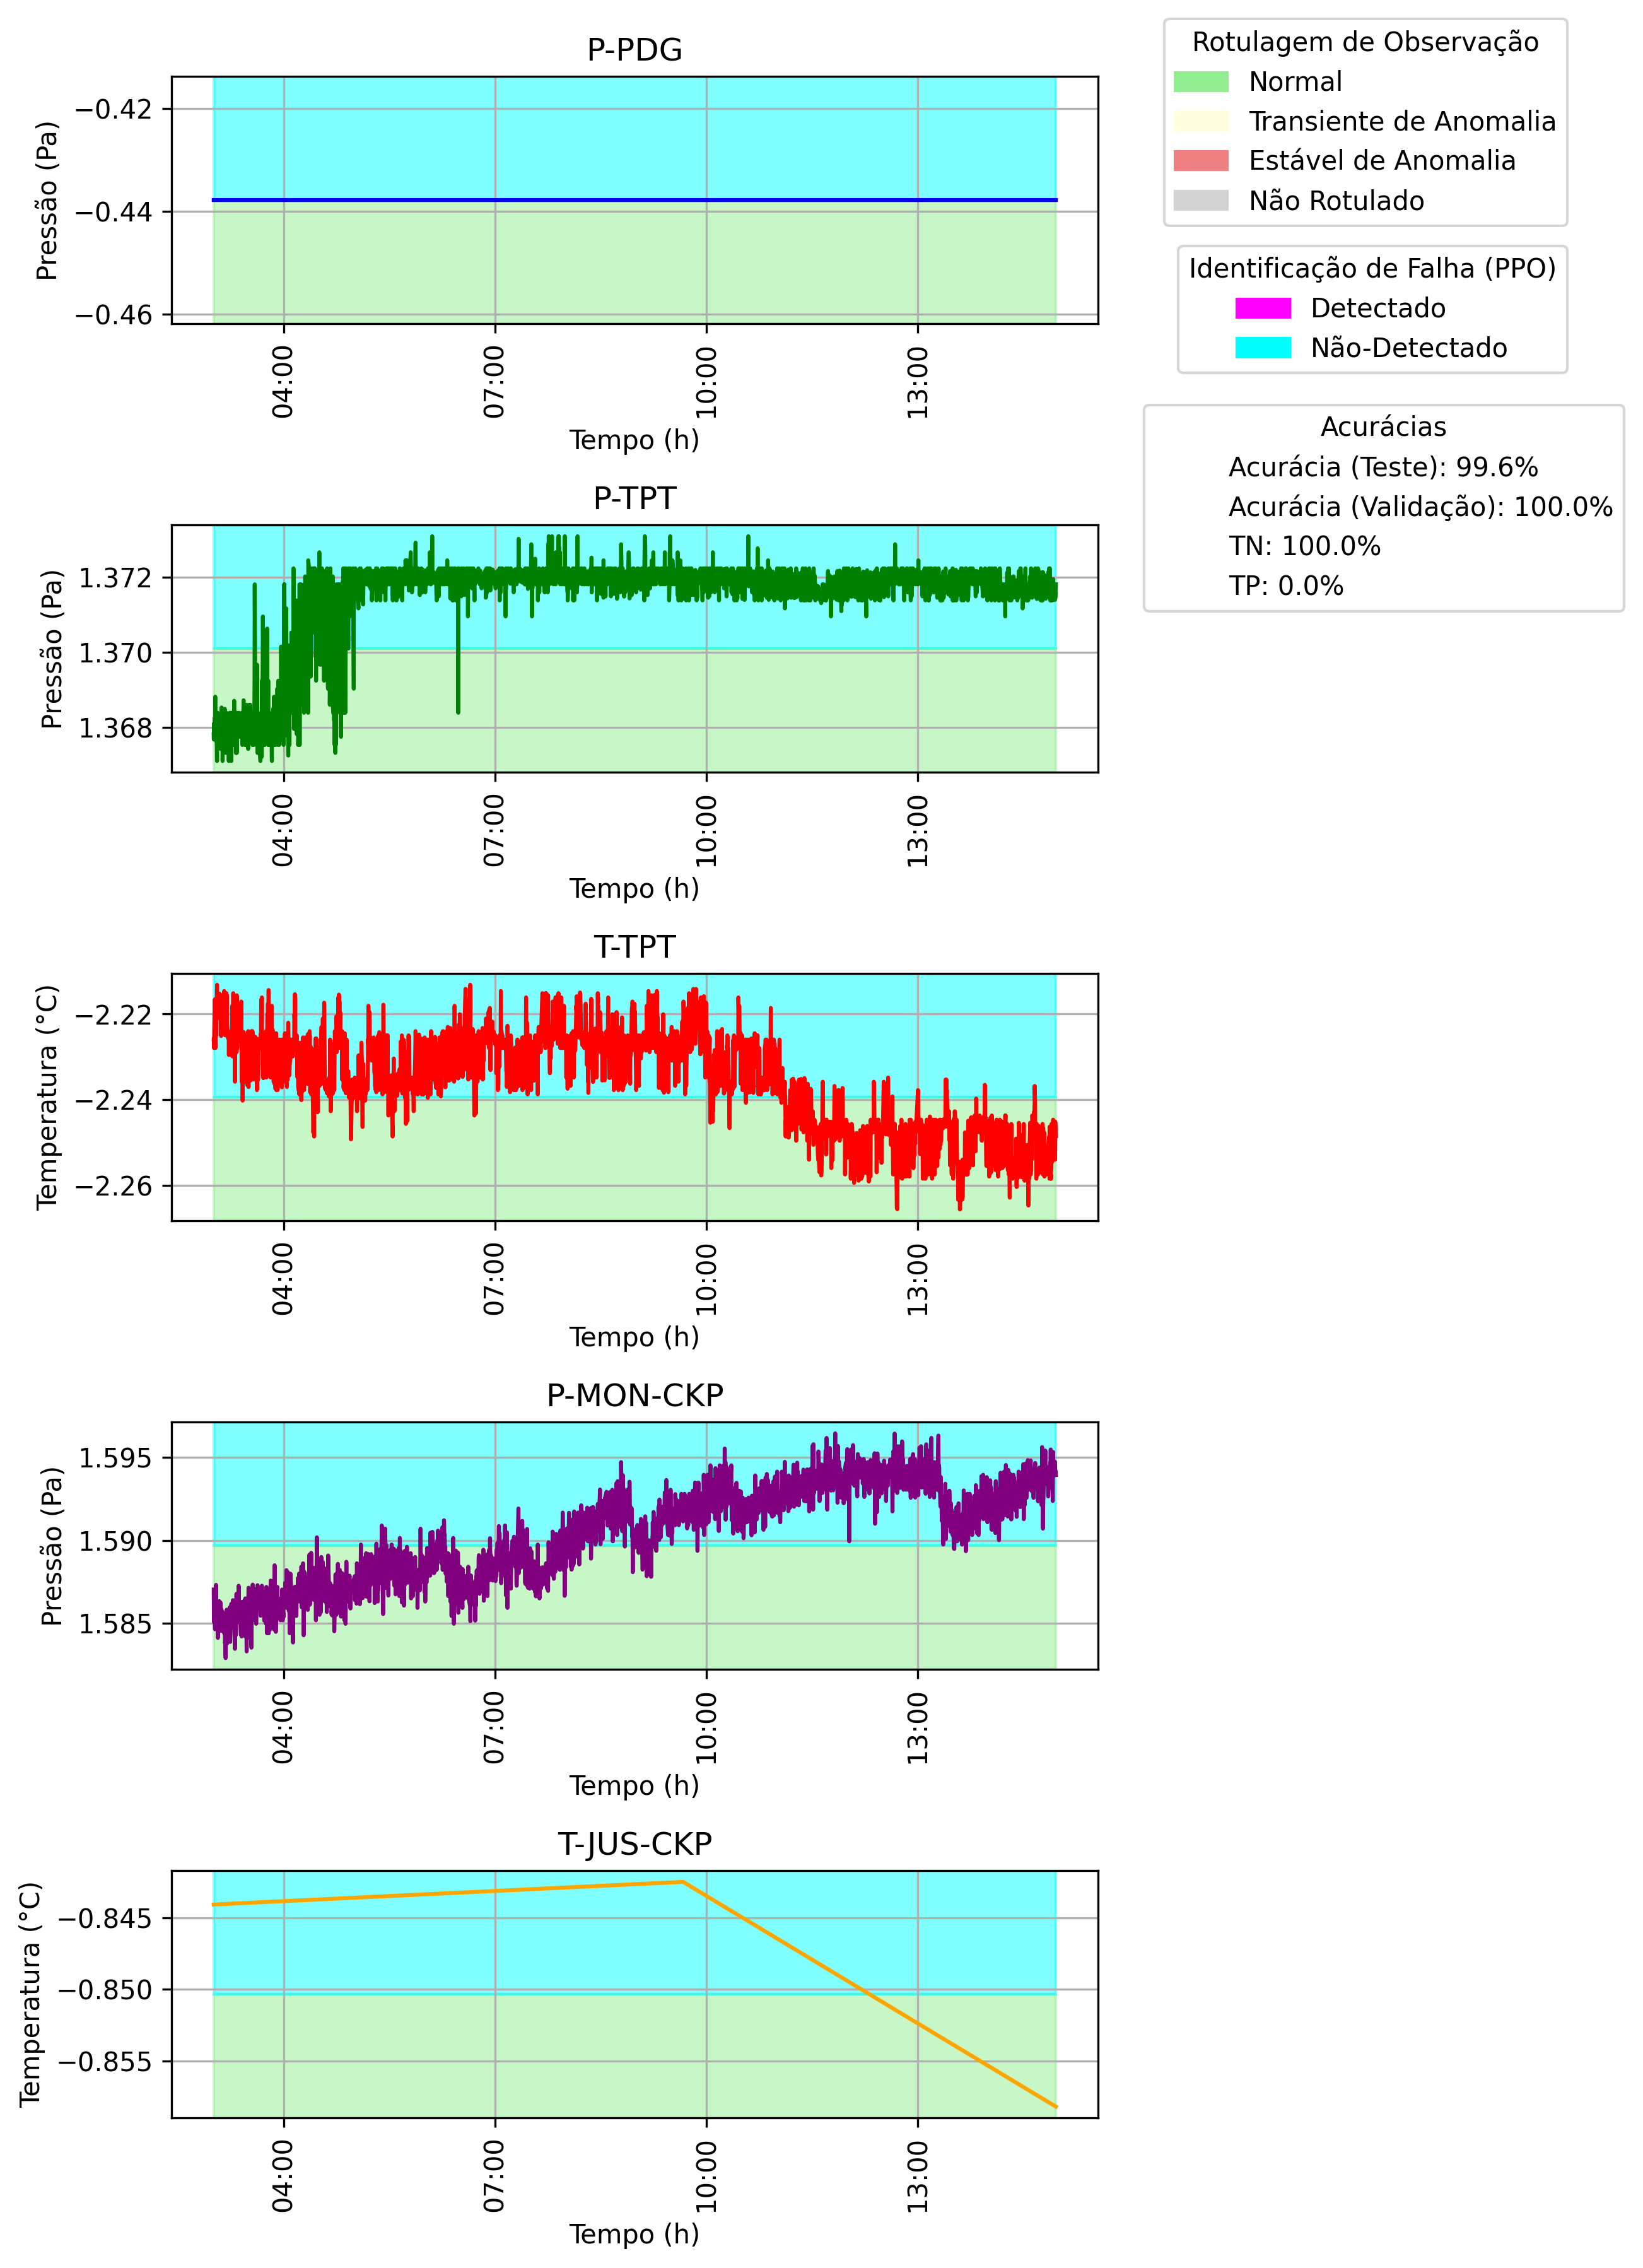 P-PDG
Pressão (Pa)
−0.42
−0.44
−0.46
04:00
07:00
10:00
13:00
Tempo (h)
Rotulagem de Observação
Normal
Transiente de Anomalia
Estável de Anomalia
Não Rotulado
Identificação de Falha (PPO)
Detectado
Não-Detectado
Acurácias
Acurácia (Teste): 99.6%
Acurácia (Validação): 100.0%
TN: 100.0%
TP: 0.0%
P-TPT
Pressão (Pa)
1.372
1.370
1.368
04:00
07:00
10:00
13:00
Tempo (h)
T-TPT
Temperatura (°C)
−2.22
−2.24
−2.26
04:00
07:00
10:00
13:00
Tempo (h)
P-MON-CKP
Pressão (Pa)
1.595
1.590
1.585
04:00
07:00
10:00
13:00
Tempo (h)
T-JUS-CKP
Temperatura (°C)
−0.845
−0.850
−0.855
04:00
07:00
10:00
13:00
Tempo (h)